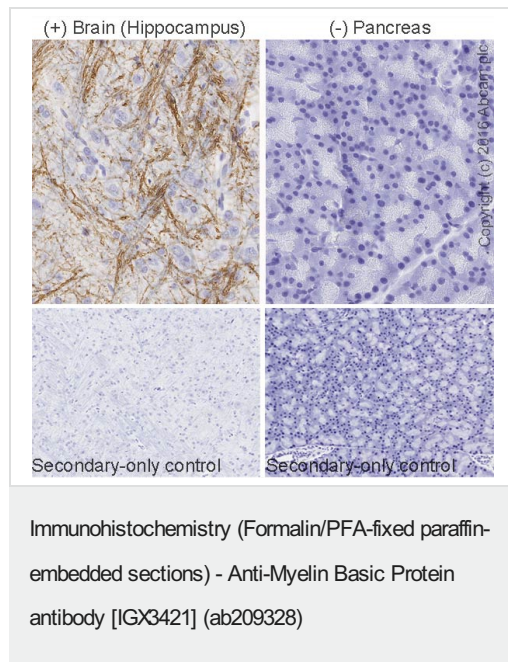 (+) Brain (Hippocampus)
(-) Pancreas
Copyright (c) 2016 Abcam plc
Secondary-only control
Secondary-only control
Immunohistochemistry (Formalin/PFA-fixed paraffin-
embedded sections) - Anti-Myelin Basic Protein
antibody [IGX3421] (ab209328)